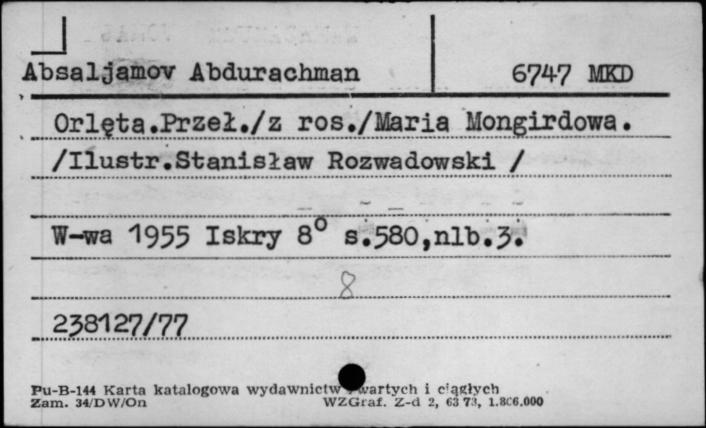 Absaljamov Abdurachman 6747 MKD
Orlęta.Przeł./z ros./Maria Mongirdowa.
/Ilustr.Stanisław Rozwadowski /
W-wa 1955 Iskry 8° s.580,nlb.3.
8
238127/77
Pu-B-144 Karta katalogowa wydawnictw zwartych i ciągłych
Zam. 34/DW/On WZGraf. Z-d 2, 63 73, 1.806.000